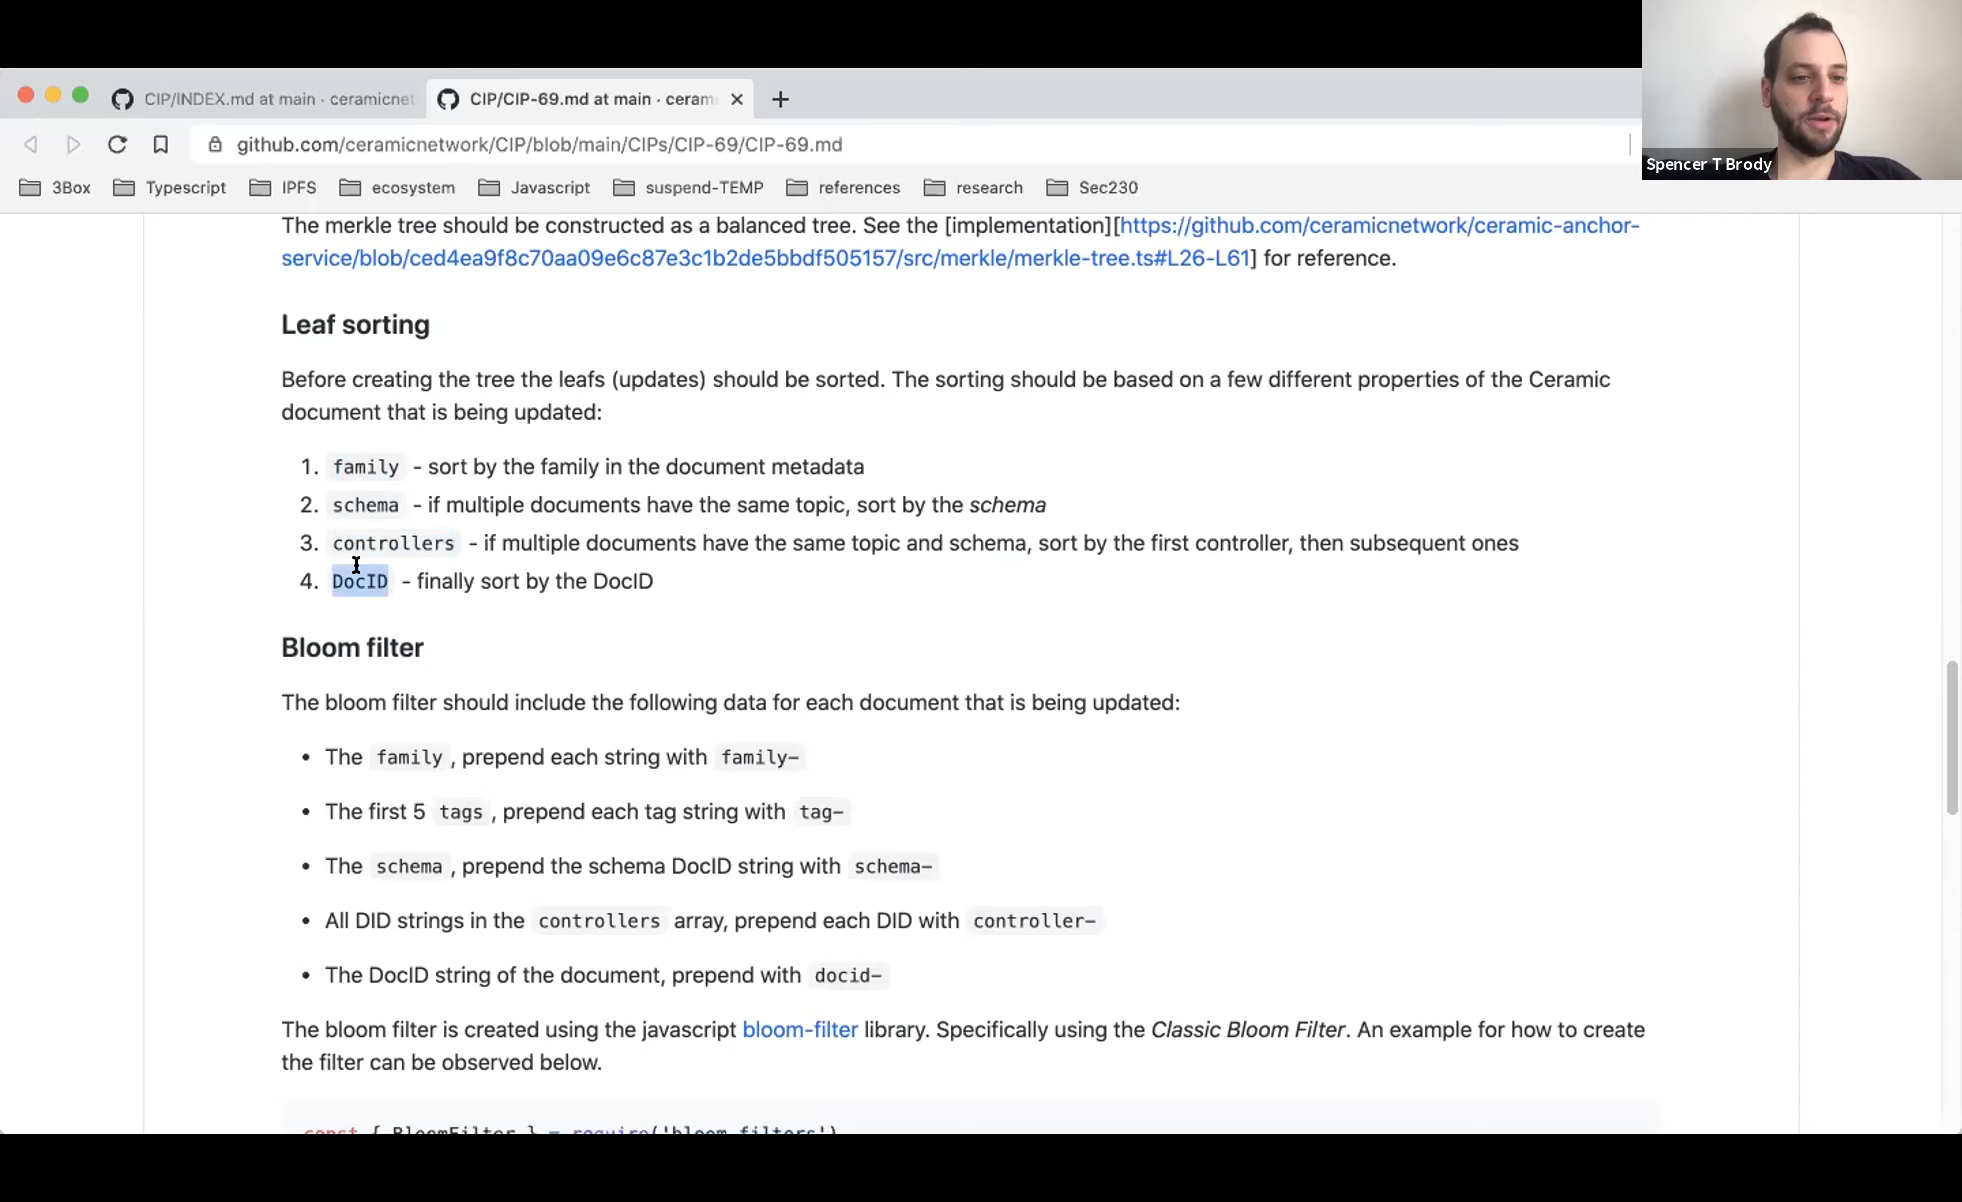 CIP/INDEX.md at main · ceramicnet
CIP/CIP-69.md at main · ceram
Spencer T Brody
github.com/ceramicnetwork/CIP/blob/main/CIPs/CIP-69/CIP-69.md
3Box Typescript IPFS ecosystem Javascript suspend-TEMP references research Sec230
The merkle tree should be constructed as a balanced tree. See the [implementation][https://github.com/ceramicnetwork/ceramic-anchor-
service/blob/ced4ea9f8c70aa09e6c87e3c1b2de5bbdf505157/src/merkle/merkle-tree.ts#L26-L61] for reference.
Leaf sorting
Before creating the tree the leafs (updates) should be sorted. The sorting should be based on a few different properties of the Ceramic
document that is being updated:
1. family - sort by the family in the document metadata
2. schema - if multiple documents have the same topic, sort by the schema
3. controllers - if multiple documents have the same topic and schema, sort by the first controller, then subsequent ones
4. DocID - finally sort by the DocID
Bloom filter
The bloom filter should include the following data for each document that is being updated:
• The family , prepend each string with family-
• The first 5 tags , prepend each tag string with tag-
• The schema , prepend the schema DocID string with schema-
• All DID strings in the controllers array, prepend each DID with controller-
• The DocID string of the document, prepend with docid-
The bloom filter is created using the javascript bloom-filter library. Specifically using the Classic Bloom Filter. An example for how to create
the filter can be observed below.
const { BloomFilter } = require('bloom-filters')